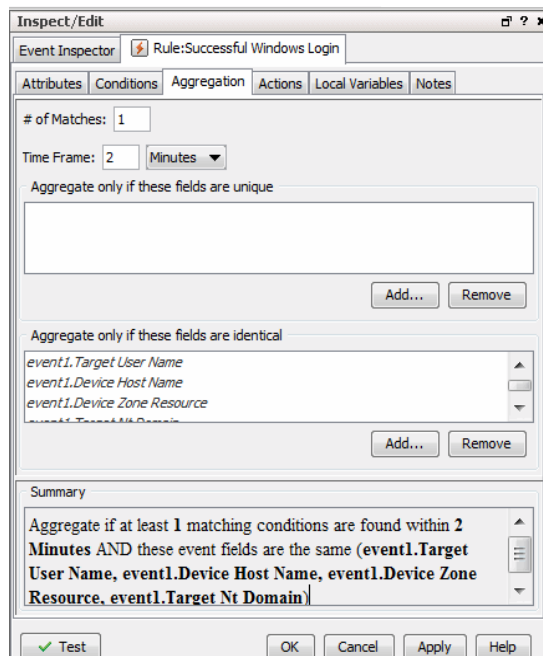 Inspect/Edit
Event Inspector Rule:Successful Windows Login
Attributes Conditions Aggregation Actions Local Variables Notes
# of Matches: 1
Time Frame: 2 Minutes
Aggregate only if these fields are unique
Add... Remove
Aggregate only if these fields are identical
event1.Target User Name
event1.Device Host Name
event1.Device Zone Resource
event1.Target Nt Domain
Add... Remove
Summary
Aggregate if at least 1 matching conditions are found within 2
Minutes AND these event fields are the same (event1.Target
User Name, event1.Device Host Name, event1.Device Zone
Resource, event1.Target Nt Domain)
Test OK Cancel Apply Help